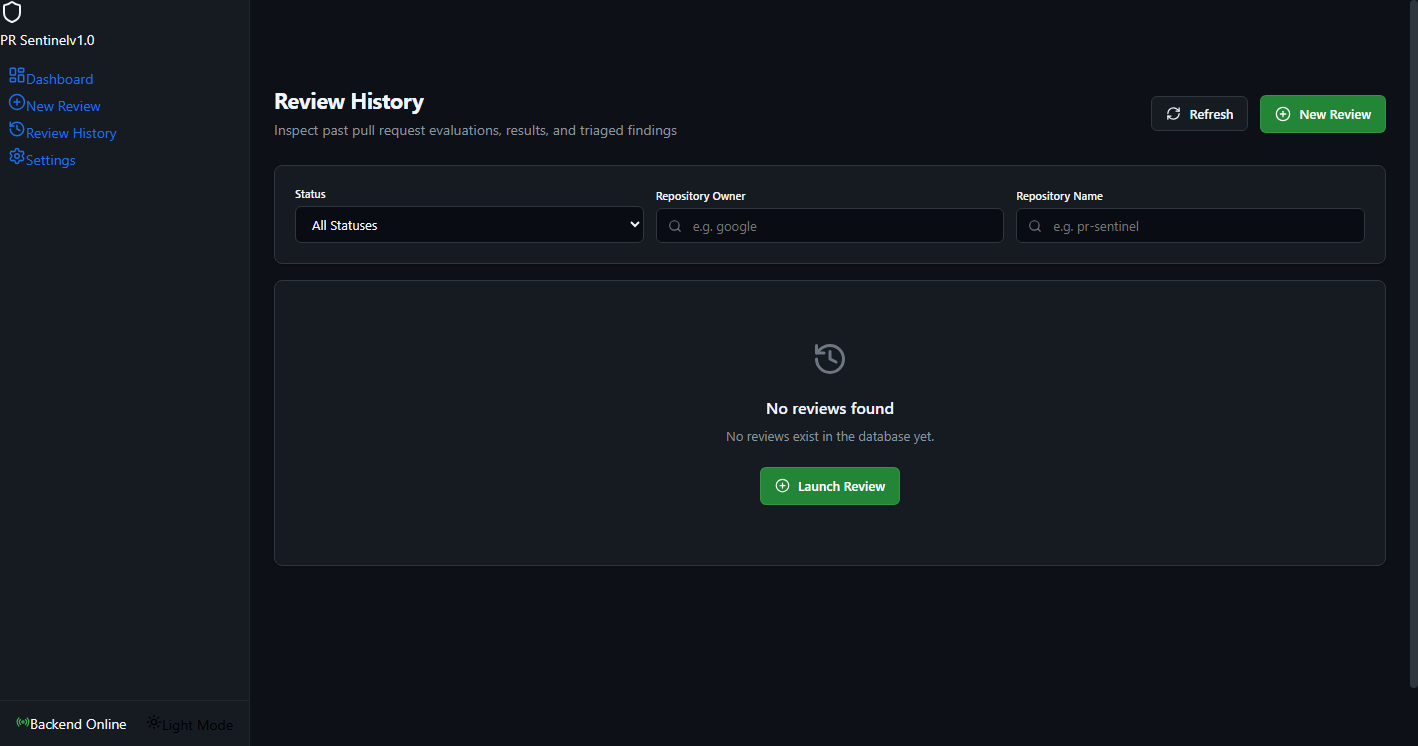 PR Sentinelv1.0
Dashboard
New Review
Review History
Settings
Backend Online
Light Mode
Review History
Inspect past pull request evaluations, results, and triaged findings
Refresh
New Review
Status
All Statuses
Repository Owner
e.g. google
Repository Name
e.g. pr-sentinel
No reviews found
No reviews exist in the database yet.
Launch Review